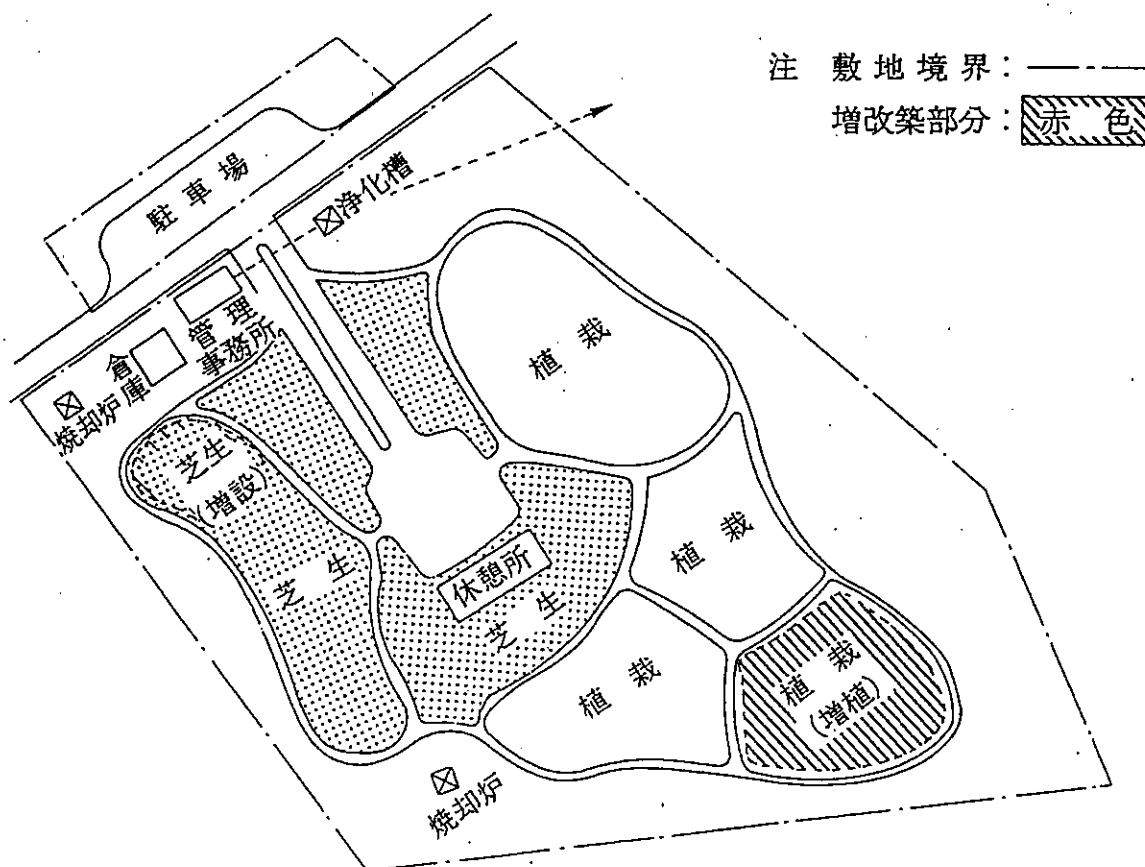 注 敷地境界：
増改築部分：赤色
駐車場
浄化槽
管理
事務所
倉庫
焼却炉
芝生
(増設)
芝生
休憩所
芝生
植栽
植栽
植栽
植栽
(増植)
焼却炉